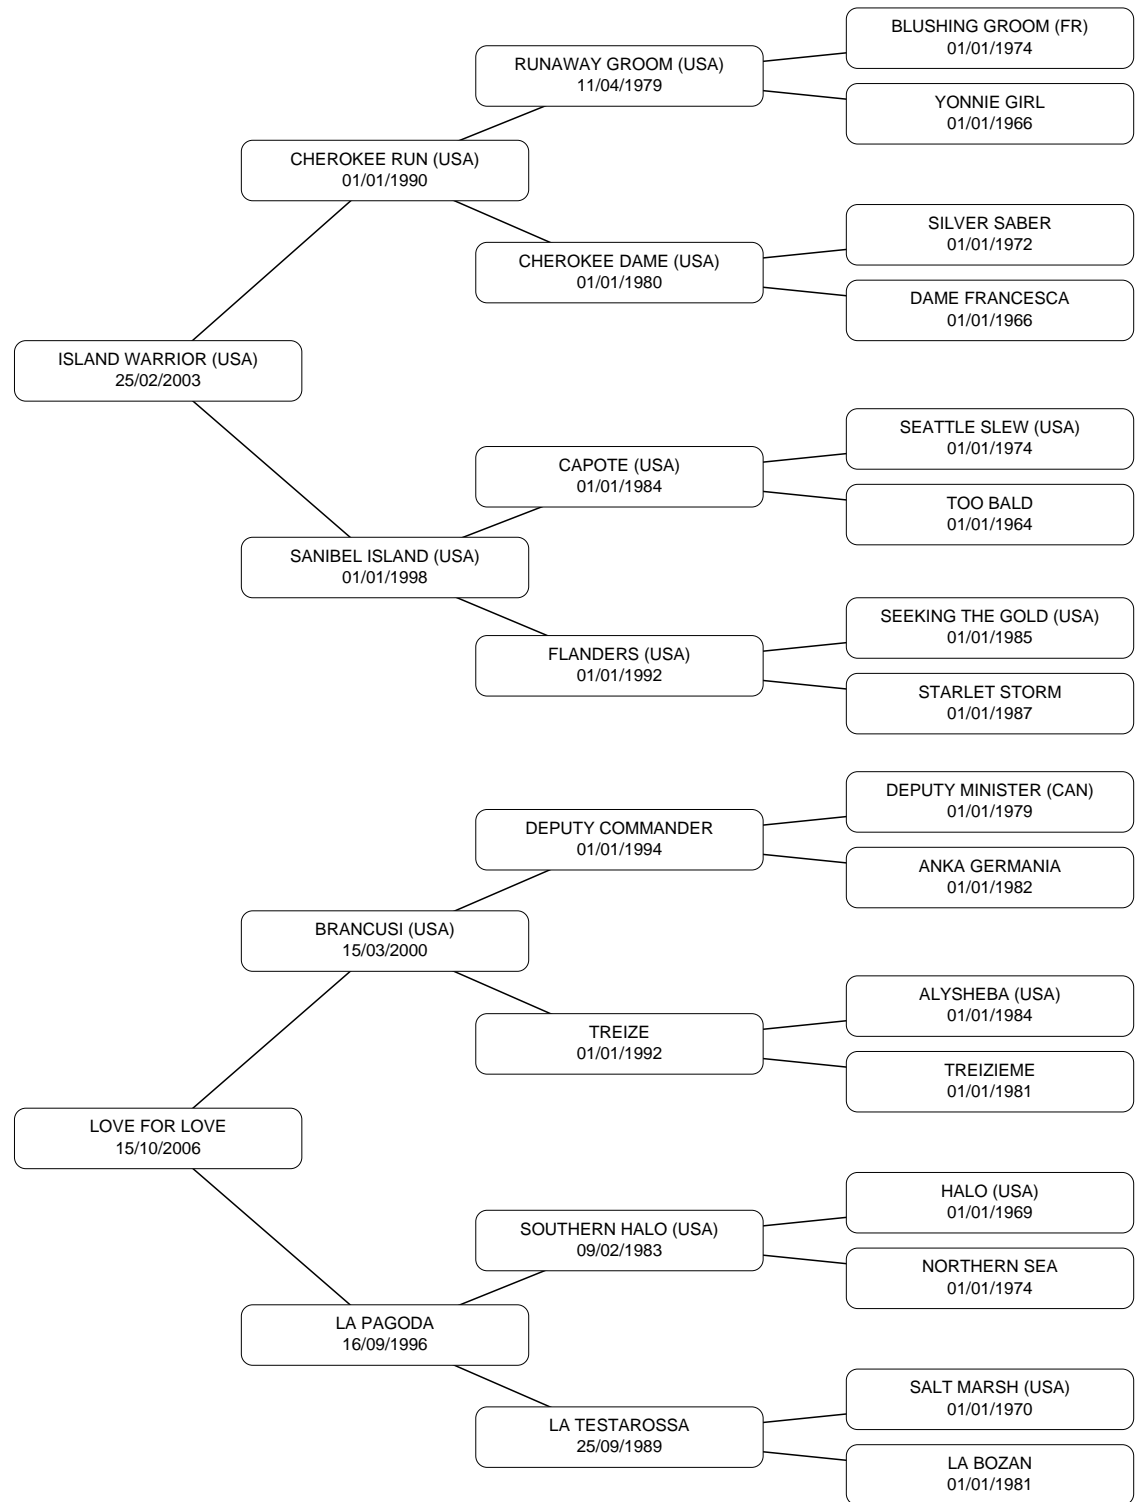 BLUSHING GROOM (FR)
01/01/1974
RUNAWAY GROOM (USA)
11/04/1979
YONNIE GIRL
01/01/1966
CHEROKEE RUN (USA)
01/01/1990
SILVER SABER
01/01/1972
CHEROKEE DAME (USA)
01/01/1980
DAME FRANCESCA
01/01/1966
ISLAND WARRIOR (USA)
25/02/2003
SEATTLE SLEW (USA)
01/01/1974
CAPOTE (USA)
01/01/1984
TOO BALD
01/01/1964
SANIBEL ISLAND (USA)
01/01/1998
SEEKING THE GOLD (USA)
01/01/1985
FLANDERS (USA)
01/01/1992
STARLET STORM
01/01/1987
DEPUTY MINISTER (CAN)
01/01/1979
DEPUTY COMMANDER
01/01/1994
ANKA GERMANIA
01/01/1982
BRANCUSI (USA)
15/03/2000
ALYSHEBA (USA)
01/01/1984
TREIZE
01/01/1992
TREIZIEME
01/01/1981
LOVE FOR LOVE
15/10/2006
HALO (USA)
01/01/1969
SOUTHERN HALO (USA)
09/02/1983
NORTHERN SEA
01/01/1974
LA PAGODA
16/09/1996
SALT MARSH (USA)
01/01/1970
LA TESTAROSSA
25/09/1989
LA BOZAN
01/01/1981